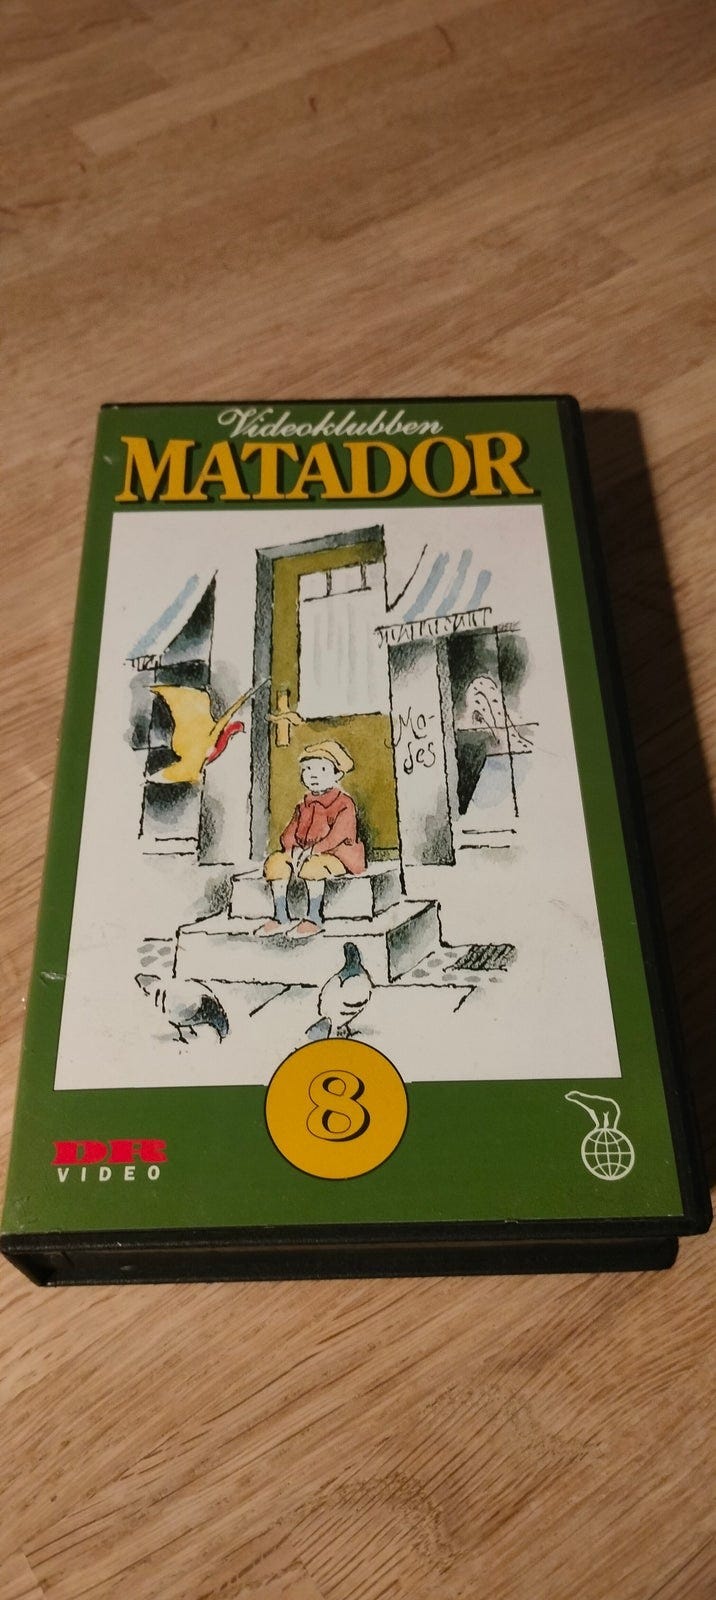 Videoklubben
MATADOR
Mo-
des
8
DR
VIDEO